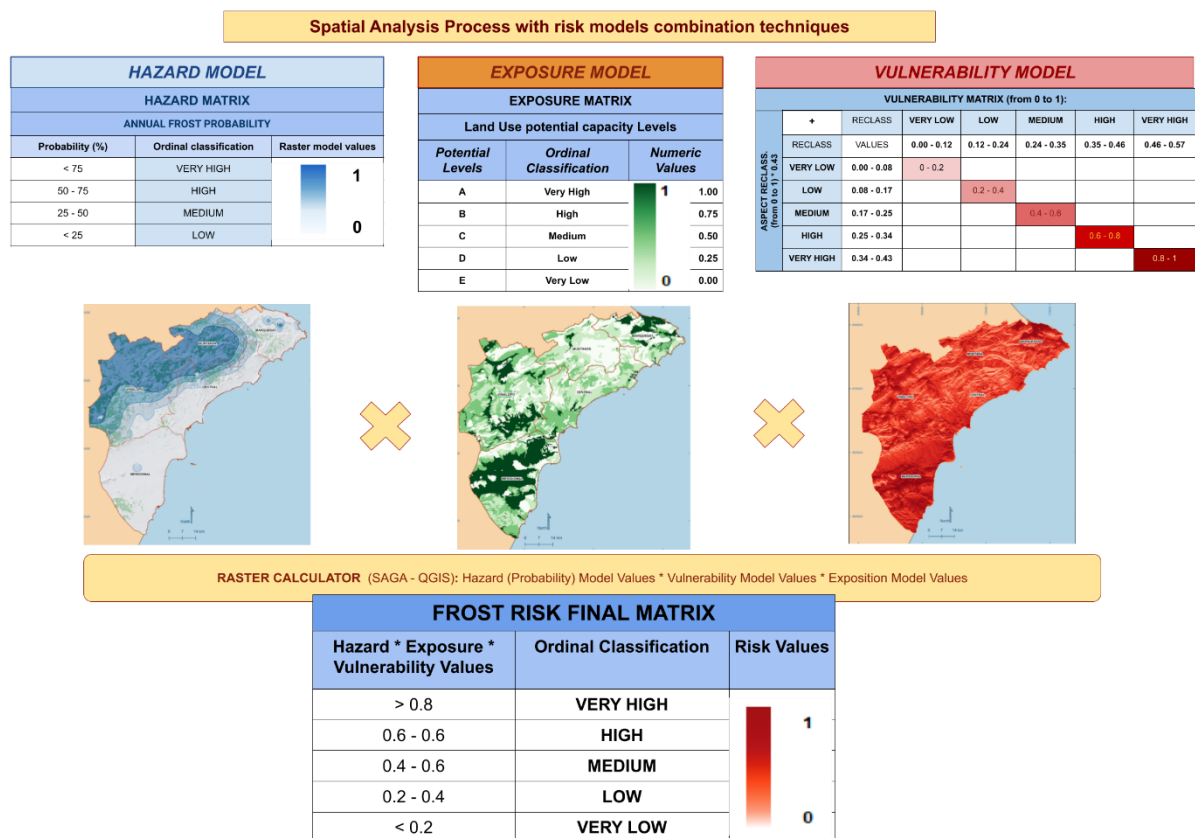 Spatial Analysis Process with risk models combination techniques
HAZARD MODEL
HAZARD MATRIX
ANNUAL FROST PROBABILITY
Probability (%) Ordinal classification Raster model values
< 75 VERY HIGH 1
50 - 75 HIGH
25 - 50 MEDIUM
< 25 LOW 0
EXPOSURE MODEL
EXPOSURE MATRIX
Land Use potencial capacity Levels
Potential Levels Ordinal Classification Numeric Values
A Very High 1 1.00
B High 0.75
C Medium 0.50
D Low 0.25
E Very Low 0 0.00
VULNERABILITY MODEL
VULNERABILITY MATRIX (from 0 to 1):
ASPECT RECLASS.
(from 0 to 1) * 0.43
+ RECLASS VERY LOW LOW MEDIUM HIGH VERY HIGH
RECLASS VALUES 0.00 - 0.12 0.12 - 0.24 0.24 - 0.35 0.35 - 0.46 0.46 - 0.57
VERY LOW 0.00 - 0.08 0 - 0.2
LOW 0.08 - 0.17 0.2 - 0.4
MEDIUM 0.17 - 0.25 0.4 - 0.6
HIGH 0.25 - 0.34 0.6 - 0.8
VERY HIGH 0.34 - 0.43 0.8 - 1
RASTER CALCULATOR (SAGA - QGIS): Hazard (Probability) Model Values * Vulnerability Model Values * Exposition Model Values
FROST RISK FINAL MATRIX
Hazard * Exposure *
Vulnerability Values
Ordinal Classification
Risk Values
> 0.8 VERY HIGH 1
0.6 - 0.6 HIGH
0.4 - 0.6 MEDIUM
0.2 - 0.4 LOW 0
< 0.2 VERY LOW